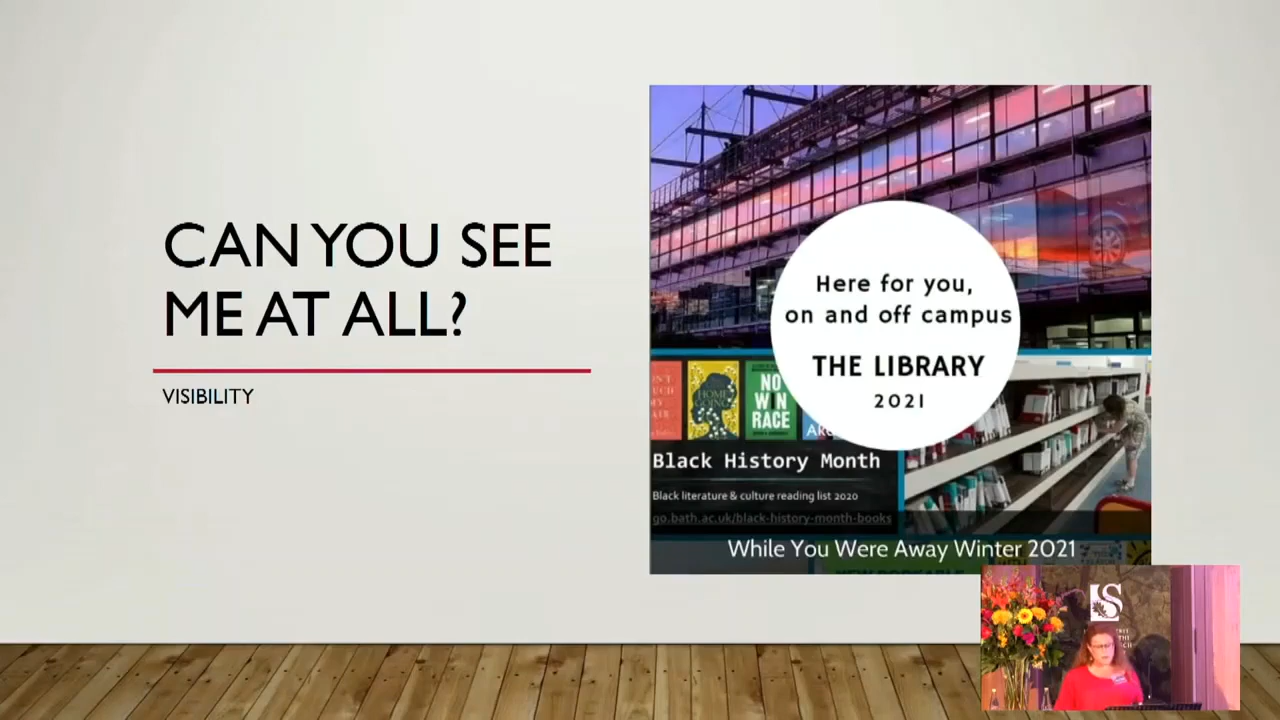 CAN YOU SEE
ME AT ALL?
VISIBILITY
Here for you,
on and off campus
THE LIBRARY
2021
HOME
GOING
NO
WIN
RACE
Black History Month
Black literature & culture reading list 2020
go.bath.ac.uk/black-history-month-books
While You Were Away Winter 2021
S